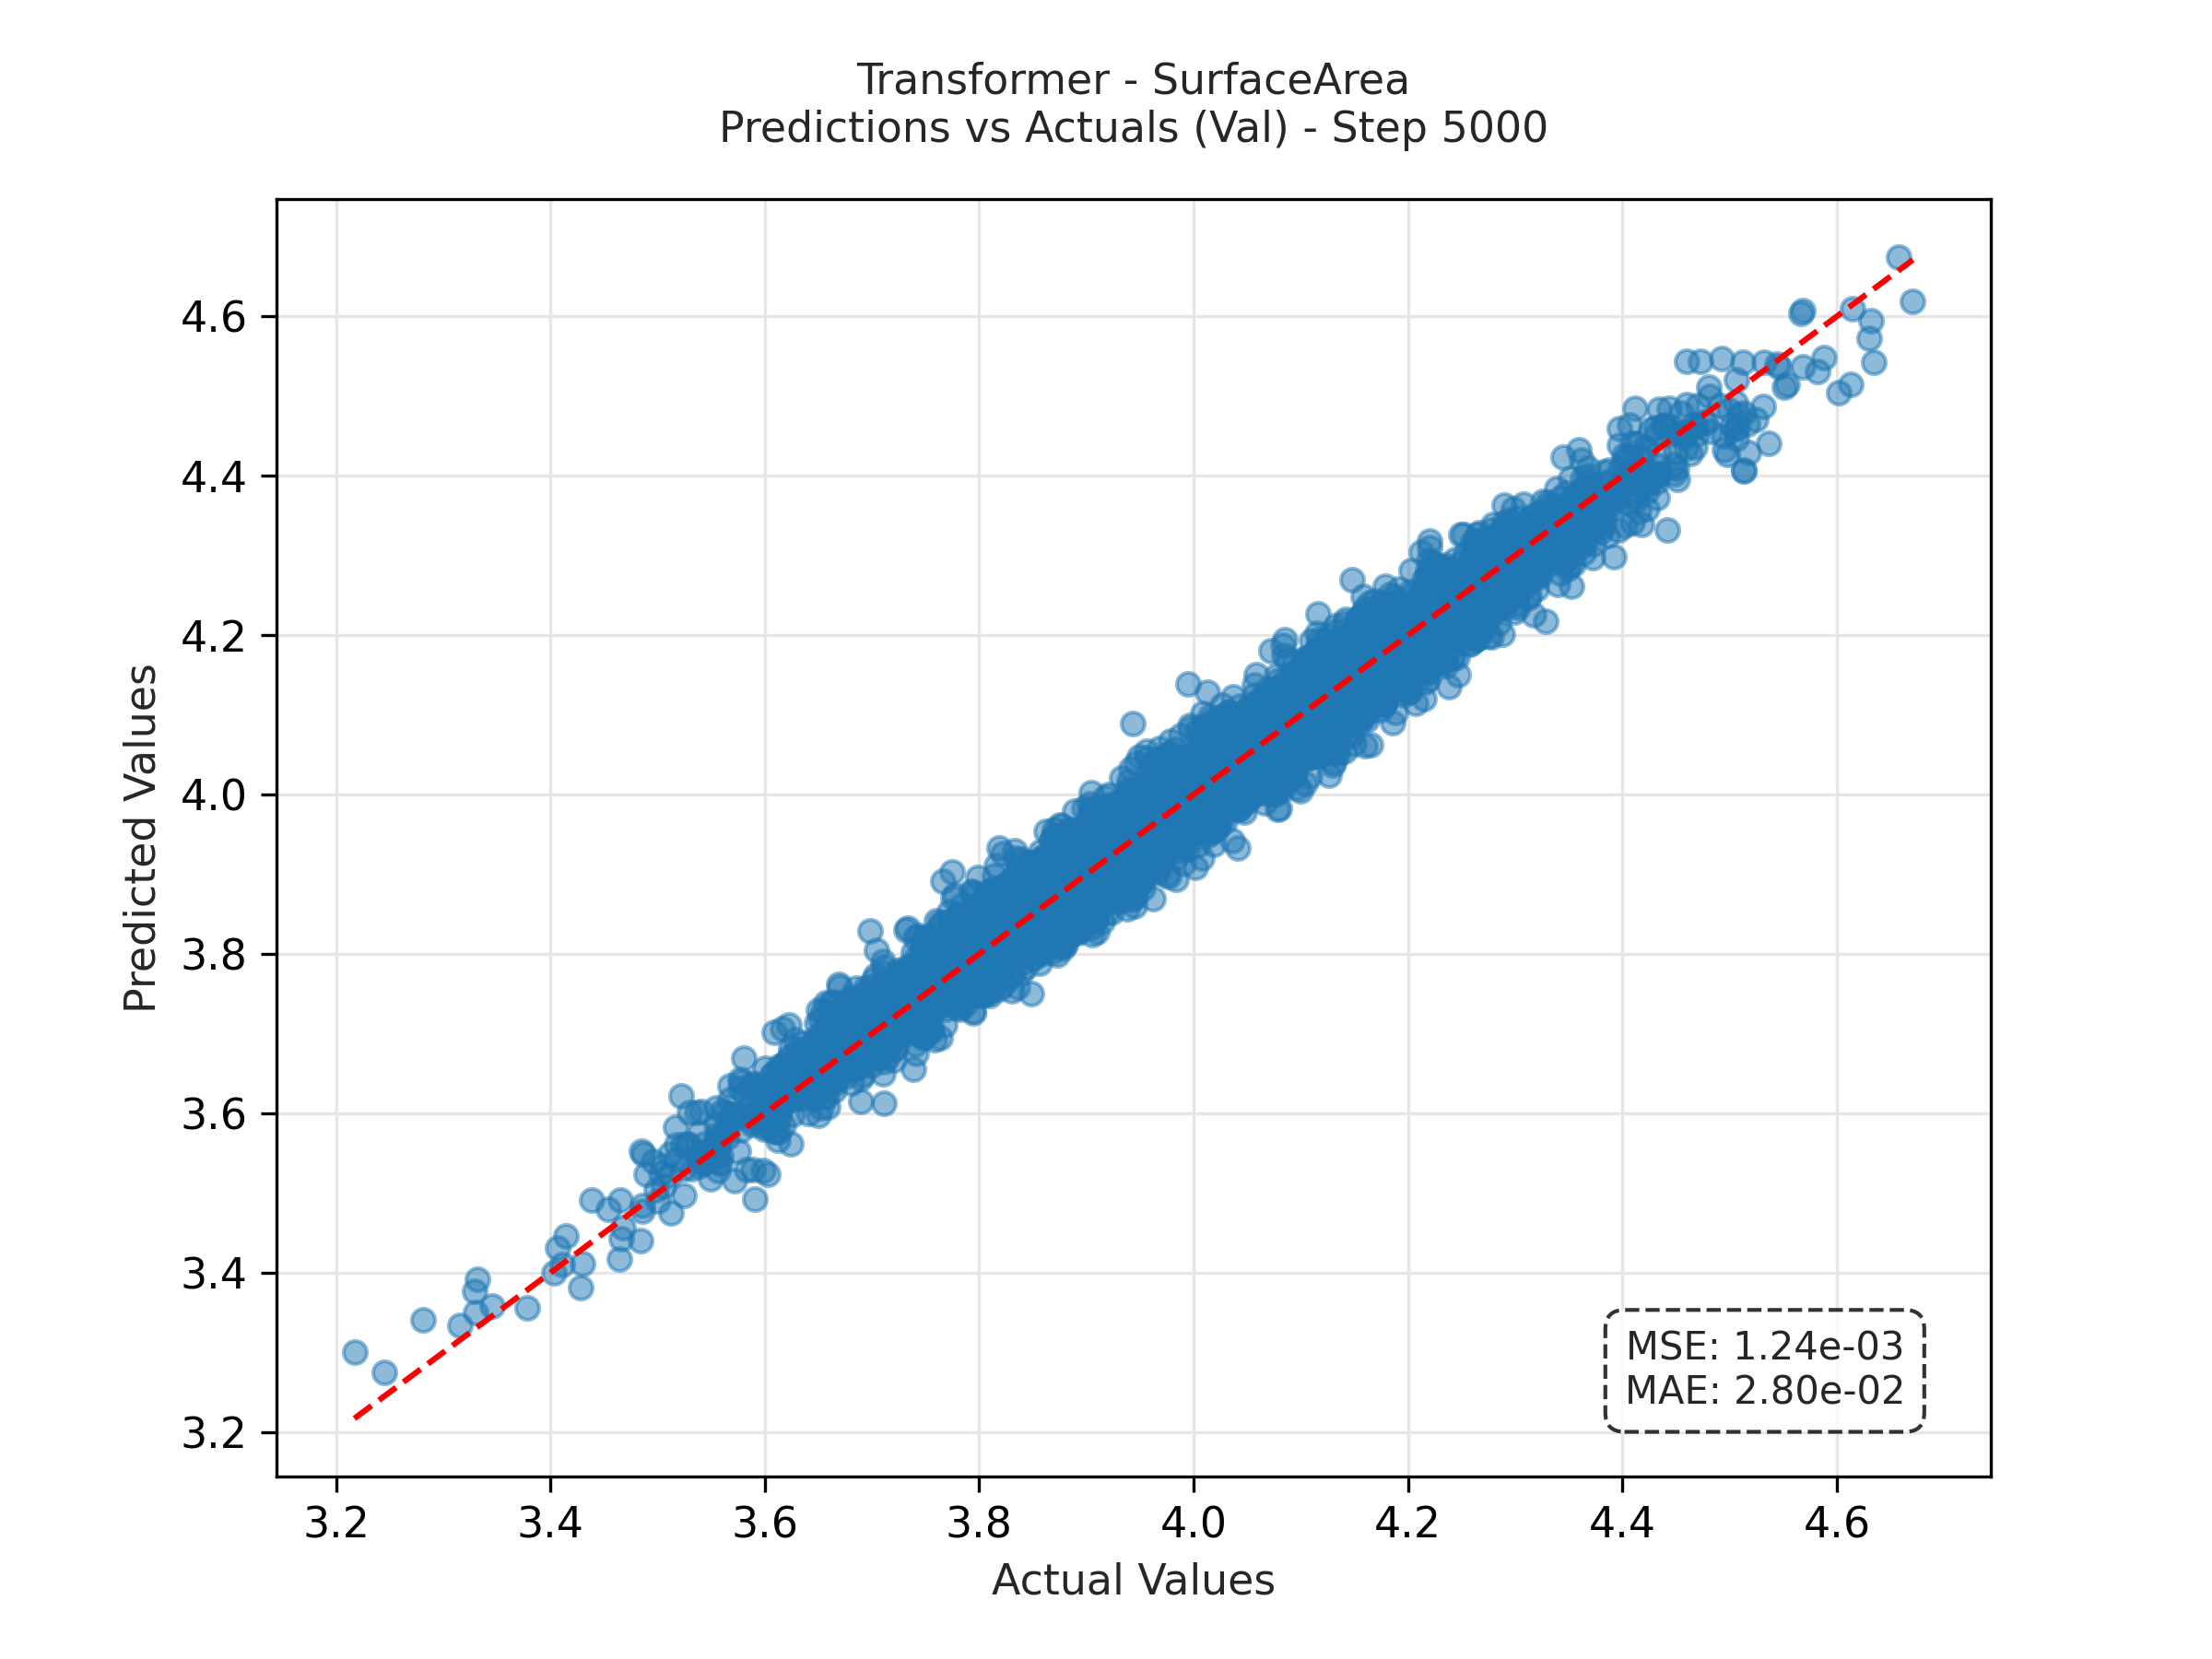 Transformer - SurfaceArea
Predictions vs Actuals (Val) - Step 5000
Predicted Values
4.6
4.4
4.2
4.0
3.8
3.6
3.4
3.2
MSE: 1.24e-03
MAE: 2.80e-02
3.2 3.4 3.6 3.8 4.0 4.2 4.4 4.6
Actual Values